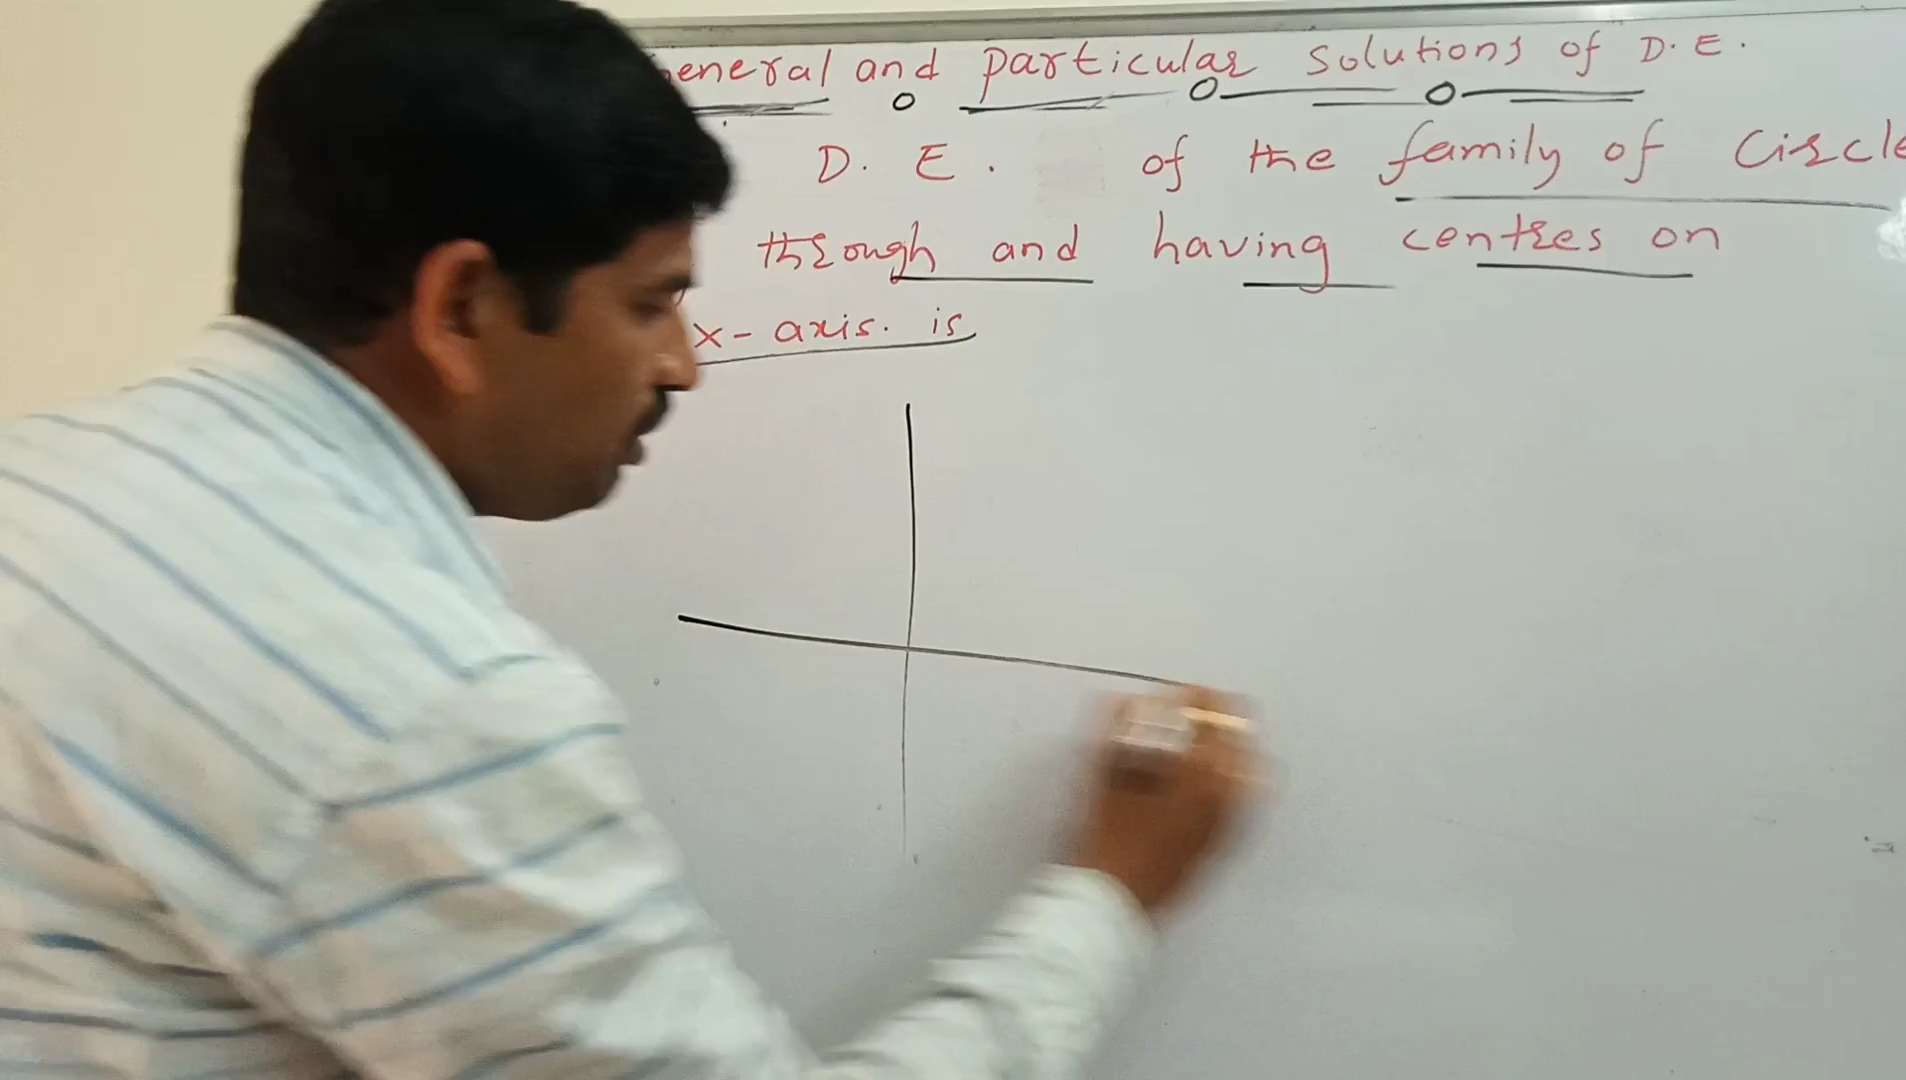 eneral and particular solutions of D.E.
D. E. of the family of Circle
through and having centres on
x-axis. is